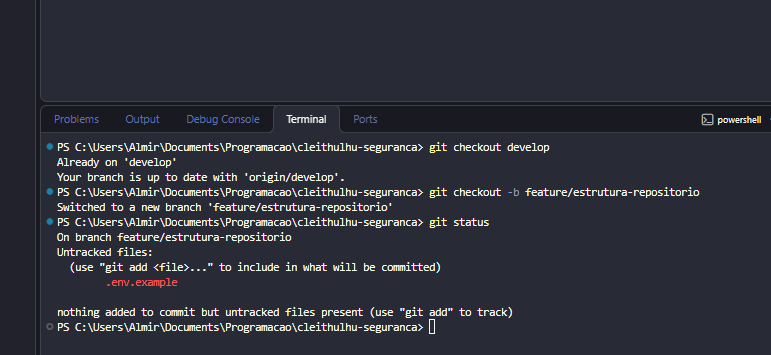 Problems Output Debug Console Terminal Ports powershell
PS C:\Users\Almir\Documents\Programacao\cleithulhu-seguranca> git checkout develop
Already on 'develop'
Your branch is up to date with 'origin/develop'.
PS C:\Users\Almir\Documents\Programacao\cleithulhu-seguranca> git checkout -b feature/estrutura-repositorio
Switched to a new branch 'feature/estrutura-repositorio'
PS C:\Users\Almir\Documents\Programacao\cleithulhu-seguranca> git status
On branch feature/estrutura-repositorio
Untracked files:
  (use "git add <file>..." to include in what will be committed)
        .env.example

nothing added to commit but untracked files present (use "git add" to track)
PS C:\Users\Almir\Documents\Programacao\cleithulhu-seguranca>